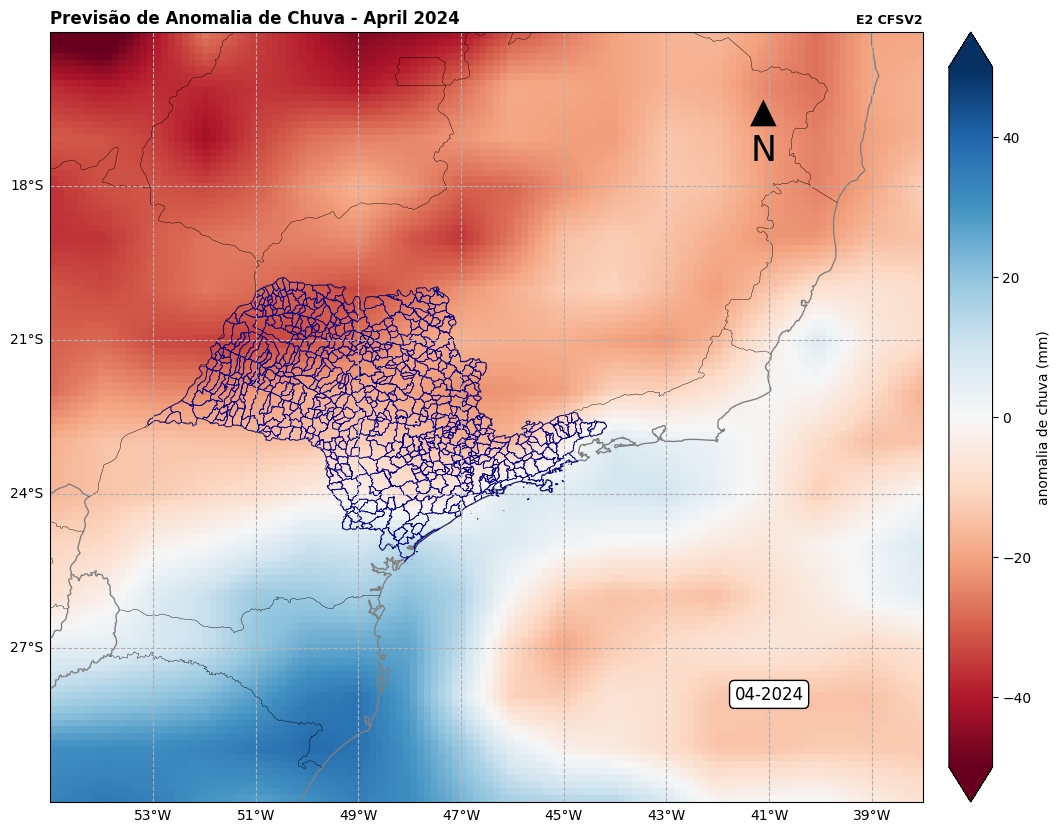 Previsão de Anomalia de Chuva - April 2024
E2 CFSV2
N
18°S
21°S
24°S
27°S
04-2024
53°W
51°W
49°W
47°W
45°W
43°W
41°W
39°W
40
20
0
−20
−40
anomalia de chuva (mm)